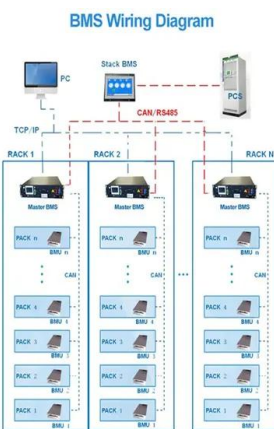 BMS Wiring Diagram
Stack BMS
PC
PCS
CAN/RS485
TCP/IP
RACK 1
RACK 2
RACK N
Master BMS
Master BMS
Master BMS
PACK n
PACK n
PACK n
BMU n
BMU n
BMU n
CAN
CAN
CAN
PACK 4
PACK 4
PACK 4
BMU 4
BMU 4
BMU 4
PACK 3
PACK 3
PACK 3
BMU 3
BMU 3
BMU 3
PACK 2
PACK 2
PACK 2
BMU 2
BMU 2
BMU 2
PACK 1
PACK 1
PACK 1
BMU 1
BMU 1
BMU 1